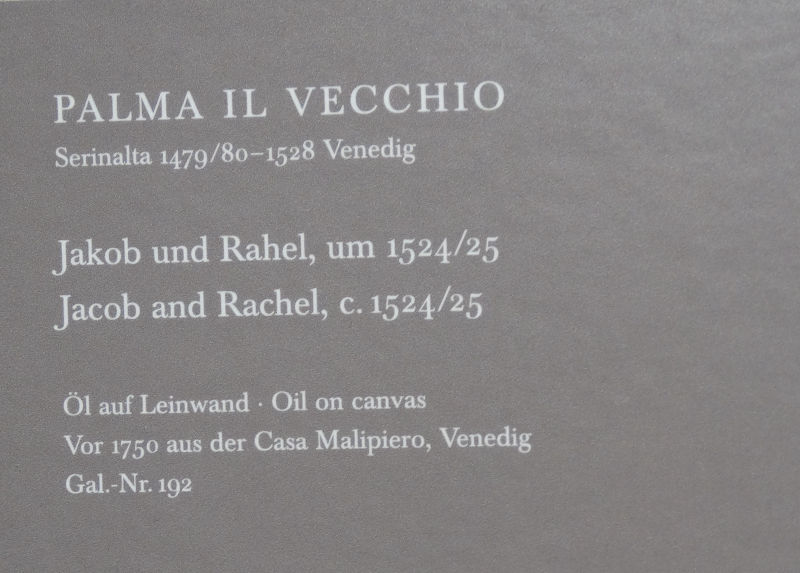 PALMA IL VECCHIO
Serinalta 1479/80–1528 Venedig
Jakob und Rahel, um 1524/25
Jacob and Rachel, c. 1524/25
Öl auf Leinwand · Oil on canvas
Vor 1750 aus der Casa Malipiero, Venedig
Gal.-Nr. 192